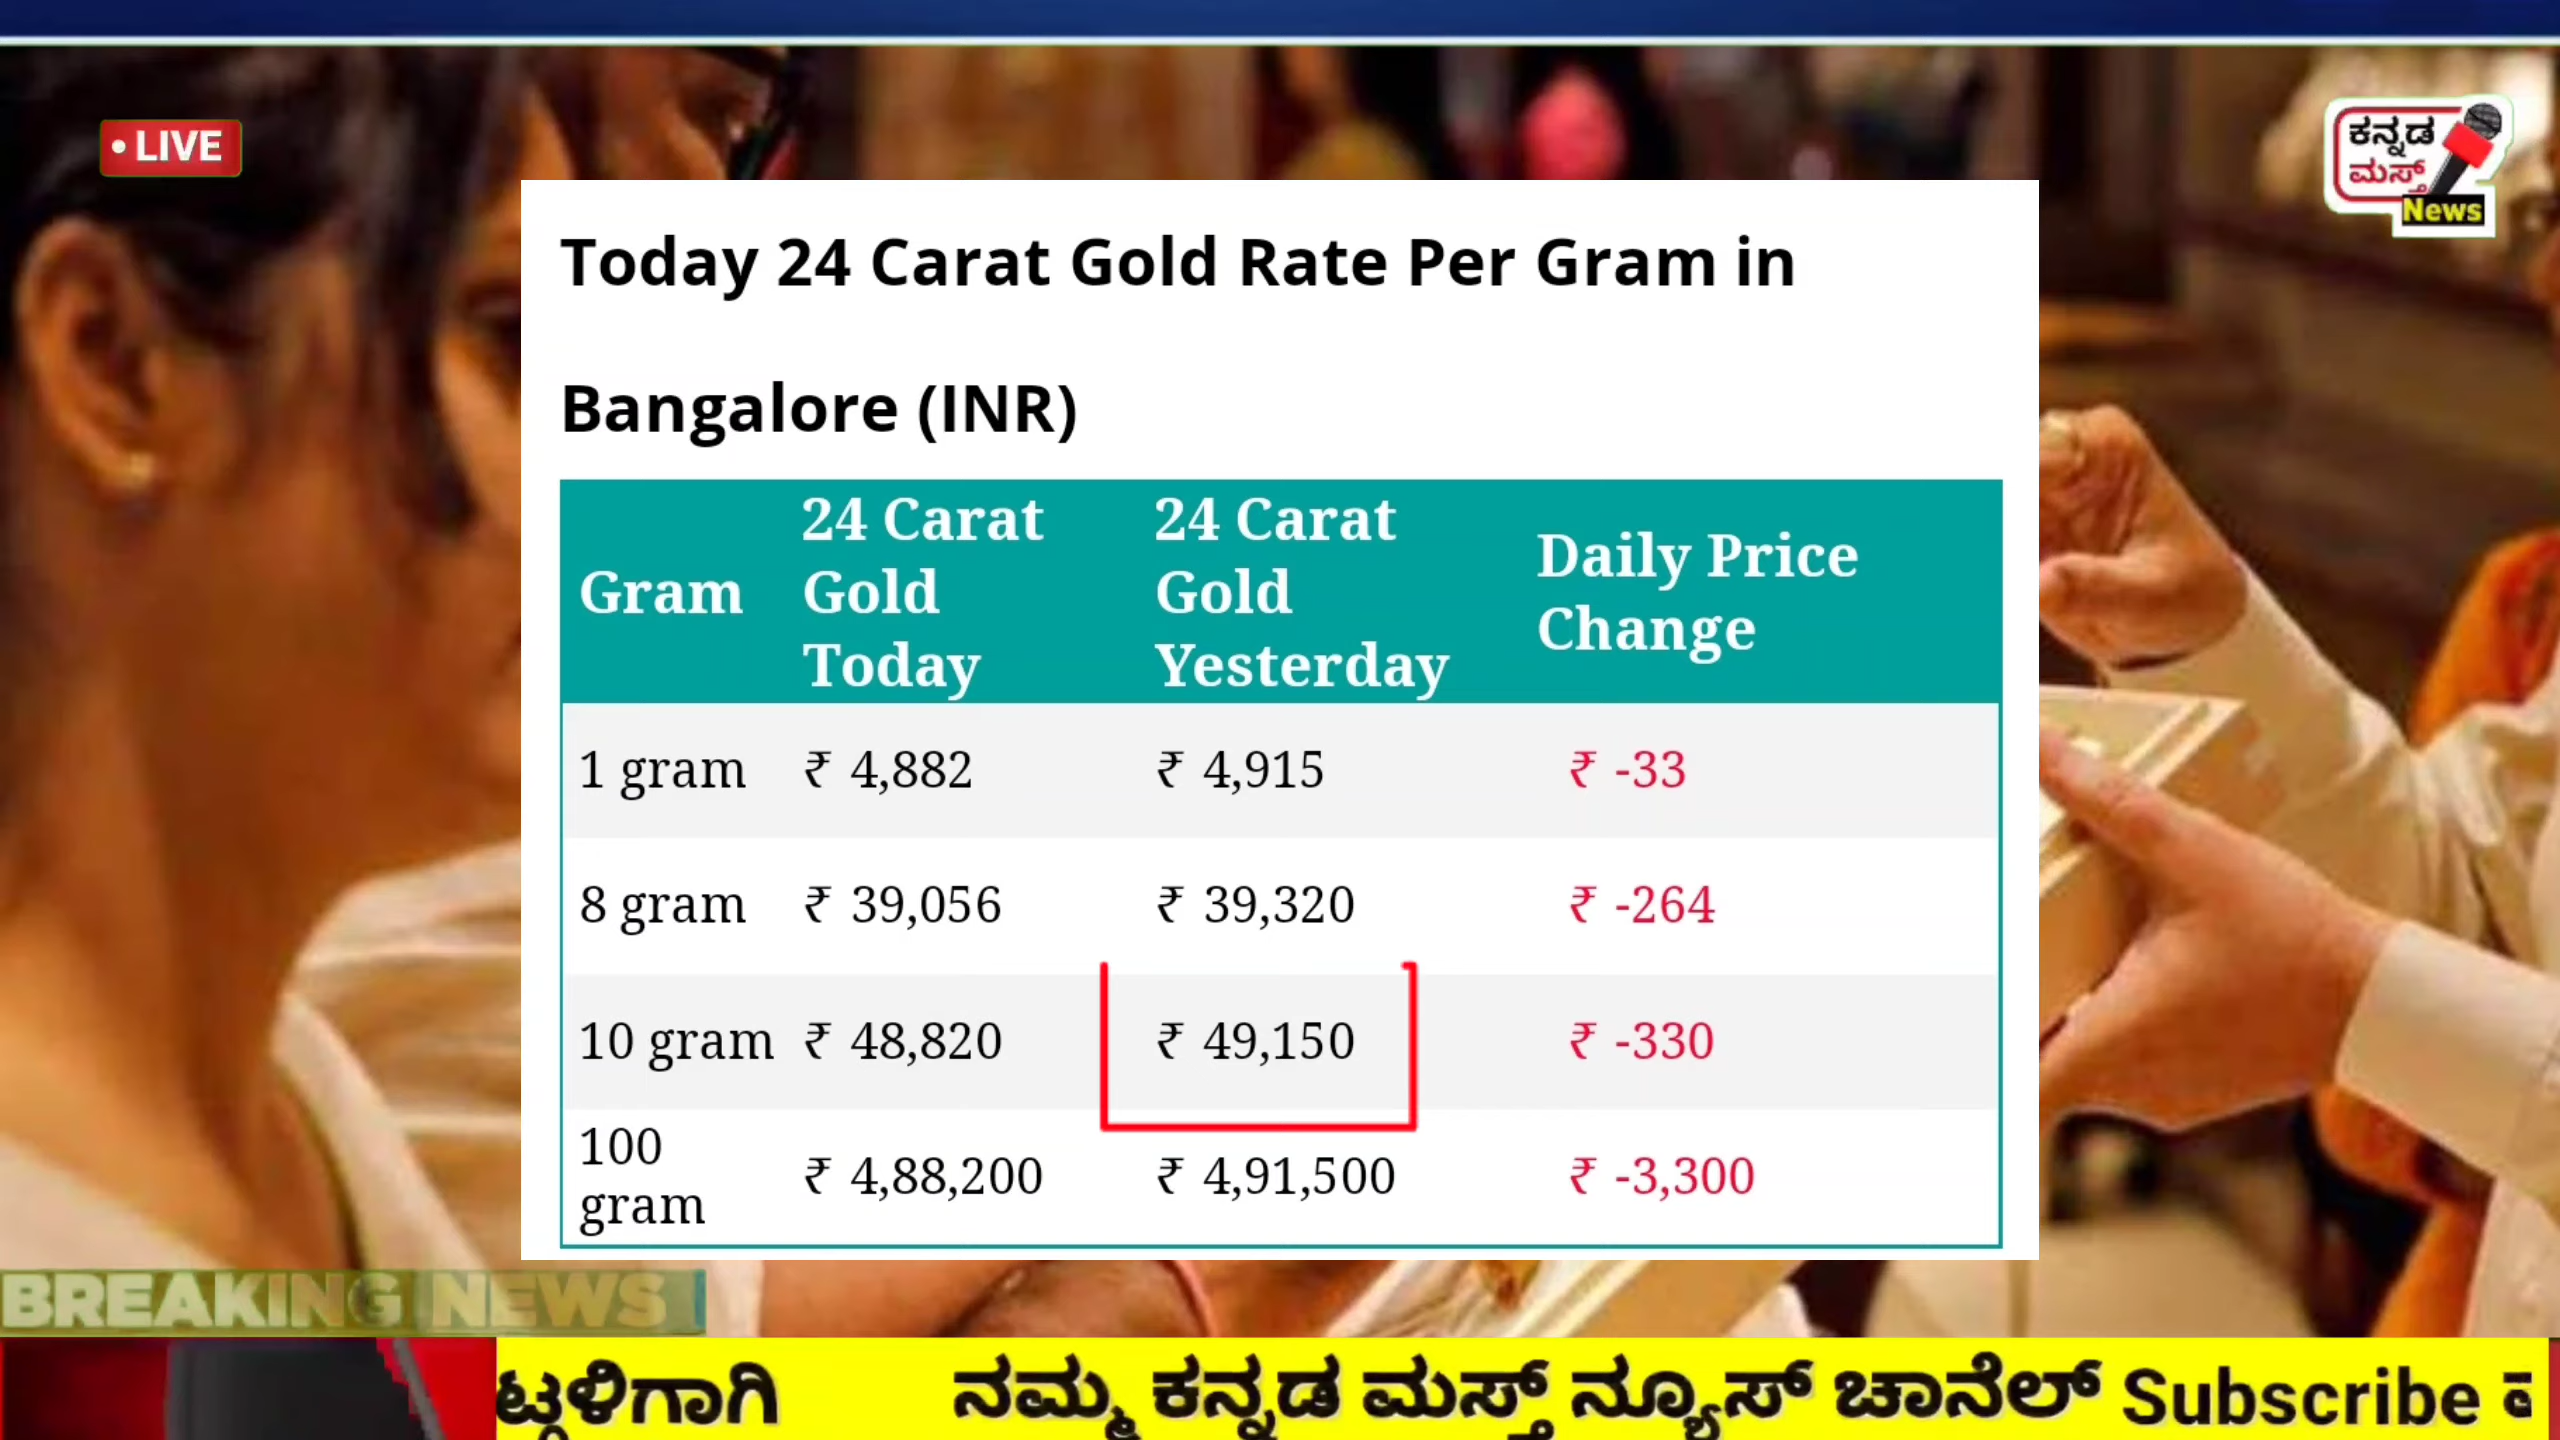 • LIVE
ಕನ್ನಡ
ಮಸ್ತ್
News
Today 24 Carat Gold Rate Per Gram in
Bangalore (INR)
Gram 24 Carat Gold Today 24 Carat Gold Yesterday Daily Price Change
1 gram ₹ 4,882 ₹ 4,915 ₹ -33
8 gram ₹ 39,056 ₹ 39,320 ₹ -264
10 gram ₹ 48,820 ₹ 49,150 ₹ -330
100 gram ₹ 4,88,200 ₹ 4,91,500 ₹ -3,300
BREAKING NEWS
ನಮ್ಮ ಕನ್ನಡ ಮಸ್ತ್ ನ್ಯೂಸ್ ಚಾನೆಲ್ Subscribe